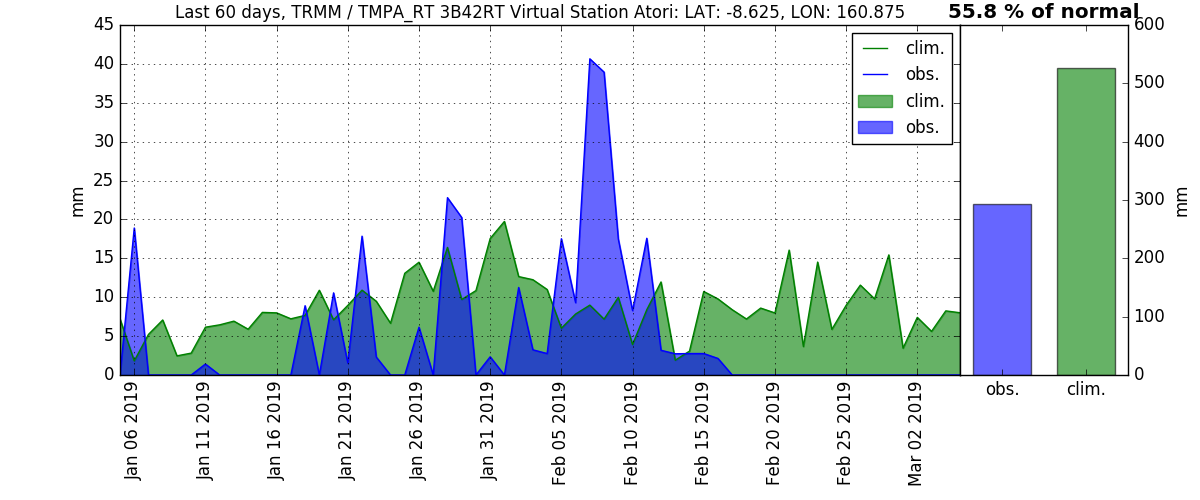 Last 60 days, TRMM / TMPA_RT 3B42RT Virtual Station Atori: LAT: -8.625, LON: 160.875
55.8 % of normal
mm
45
40
35
30
25
20
15
10
5
0
clim.
obs.
clim.
obs.
Jan 06 2019
Jan 11 2019
Jan 16 2019
Jan 21 2019
Jan 26 2019
Jan 31 2019
Feb 05 2019
Feb 10 2019
Feb 15 2019
Feb 20 2019
Feb 25 2019
Mar 02 2019
obs.
clim.
600
500
400
300
200
100
0
mm